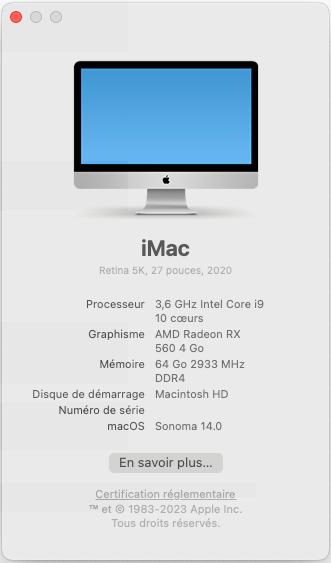 iMac
Retina 5K, 27 pouces, 2020
Processeur 3,6 GHz Intel Core i9
10 cœurs
Graphisme AMD Radeon RX
560 4 Go
Mémoire 64 Go 2933 MHz
DDR4
Disque de démarrage Macintosh HD
Numéro de série
macOS Sonoma 14.0
En savoir plus...
Certification réglementaire
™ et © 1983-2023 Apple Inc.
Tous droits réservés.